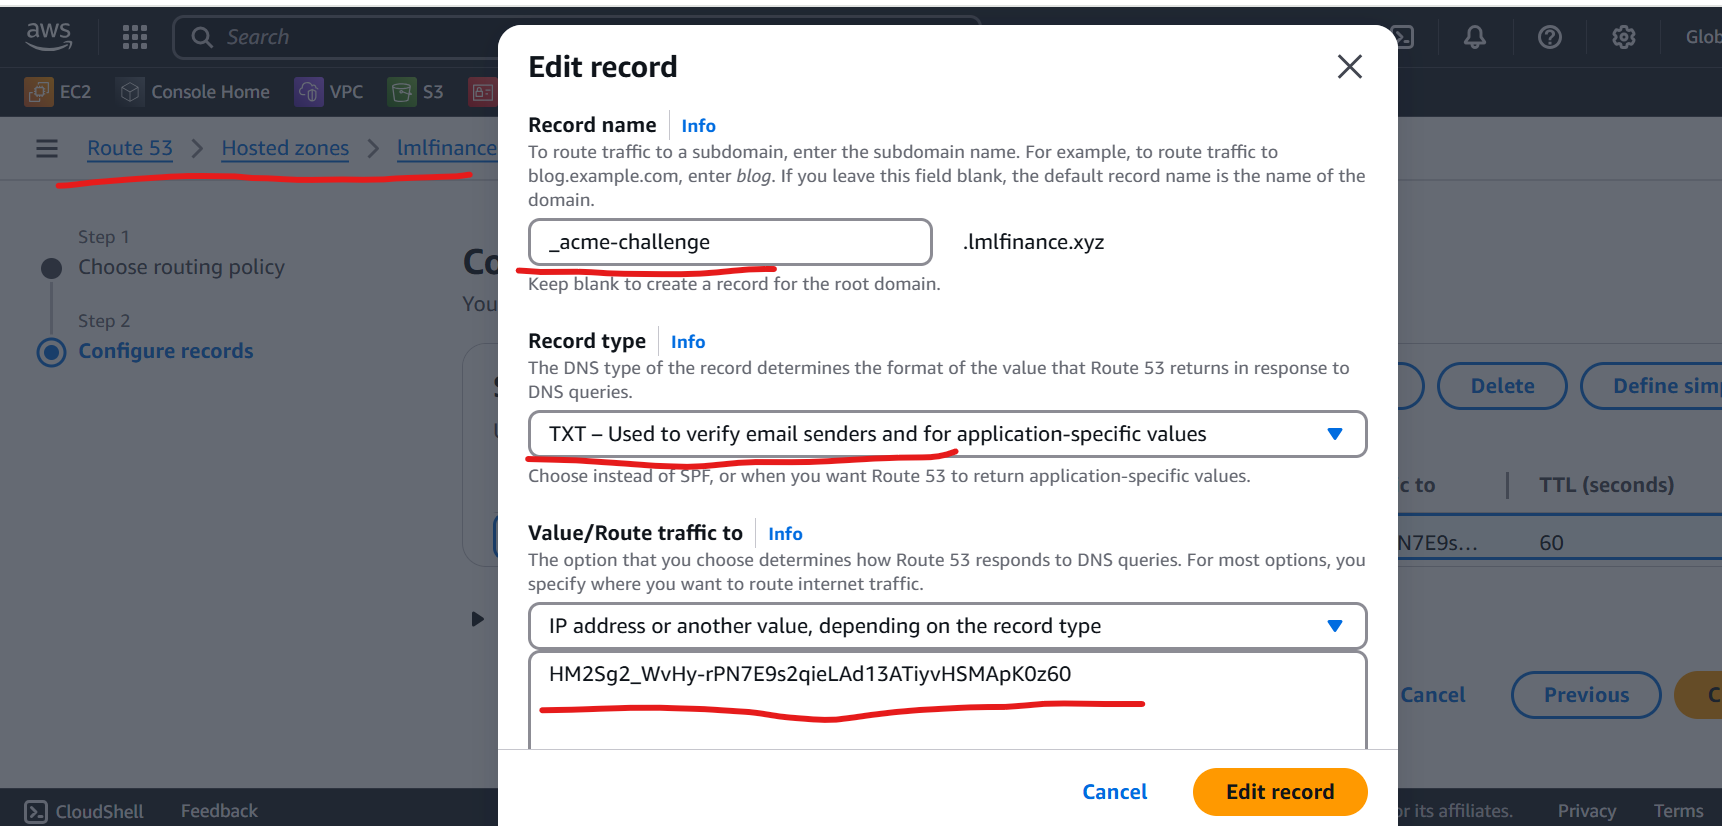 aws
Search
Glob
EC2
Console Home
VPC
S3
Route 53
Hosted zones
lmlfinance
Step 1
Choose routing policy
Step 2
Configure records
Co
You
Edit record
Record name
Info
To route traffic to a subdomain, enter the subdomain name. For example, to route traffic to
blog.example.com, enter blog. If you leave this field blank, the default record name is the name of the
domain.
_acme-challenge
.lmlfinance.xyz
Keep blank to create a record for the root domain.
Record type
Info
The DNS type of the record determines the format of the value that Route 53 returns in response to
DNS queries.
TXT – Used to verify email senders and for application-specific values
Choose instead of SPF, or when you want Route 53 to return application-specific values.
Value/Route traffic to
Info
The option that you choose determines how Route 53 responds to DNS queries. For most options, you
specify where you want to route internet traffic.
IP address or another value, depending on the record type
HM2Sg2_WvHy-rPN7E9s2qieLAd13ATiyvHSMApK0z60
Cancel
Edit record
Delete
Define simp
c to
TTL (seconds)
N7E9s...
60
Cancel
Previous
C
CloudShell
Feedback
or its affiliates.
Privacy
Terms